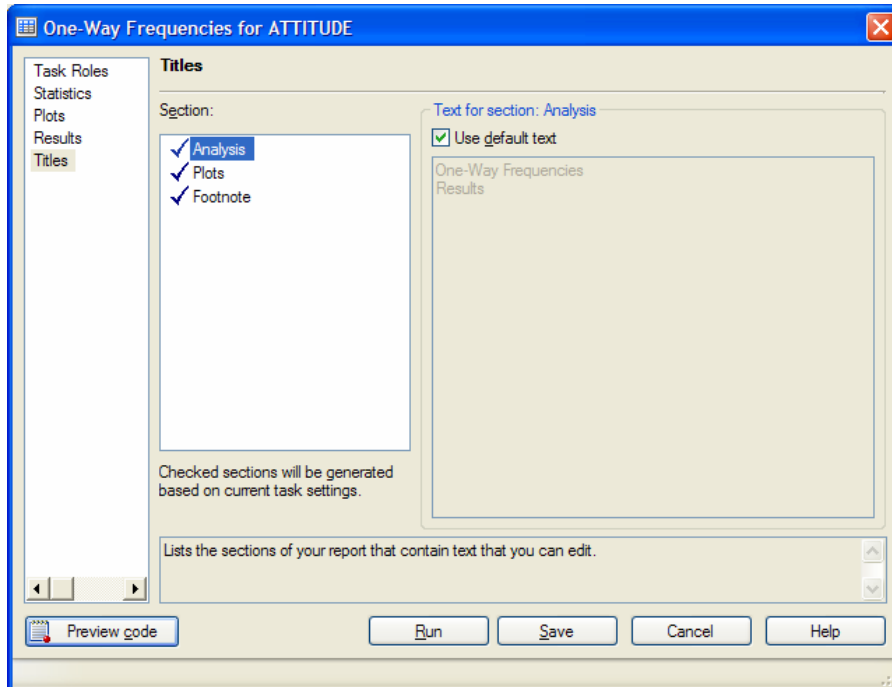 One-Way Frequencies for ATTITUDE
Task Roles
Statistics
Plots
Results
Titles
Titles
Section:
Analysis
Plots
Footnote
Checked sections will be generated
based on current task settings.
Text for section: Analysis
Use default text
One-Way Frequencies
Results
Lists the sections of your report that contain text that you can edit.
Preview code
Run
Save
Cancel
Help